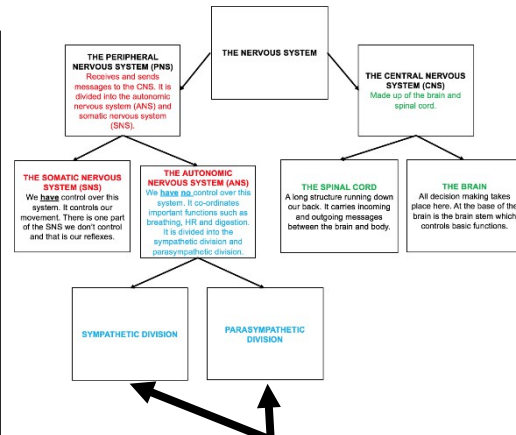 THE NERVOUS SYSTEM
THE PERIPHERAL
NERVOUS SYSTEM (PNS)
Receives and sends
messages to the CNS. It is
divided into the autonomic
nervous system (ANS) and
somatic nervous system
(SNS).
THE CENTRAL NERVOUS
SYSTEM (CNS)
Made up of the brain and
spinal cord.
THE SOMATIC NERVOUS
SYSTEM (SNS)
We have control over this
system. It controls our
movement. There is one part
of the SNS we don't control
and that is our reflexes.
THE AUTONOMIC
NERVOUS SYSTEM (ANS)
We have no control over this
system. It co-ordinates
important functions such as
breathing, HR and digestion.
It is divided into the
sympathetic division and
parasympathetic division.
THE SPINAL CORD
A long structure running down
our back. It carries incoming
and outgoing messages
between the brain and body.
THE BRAIN
All decision making takes
place here. At the base of the
brain is the brain stem which
controls basic functions.
SYMPATHETIC DIVISION
PARASYMPATHETIC
DIVISION